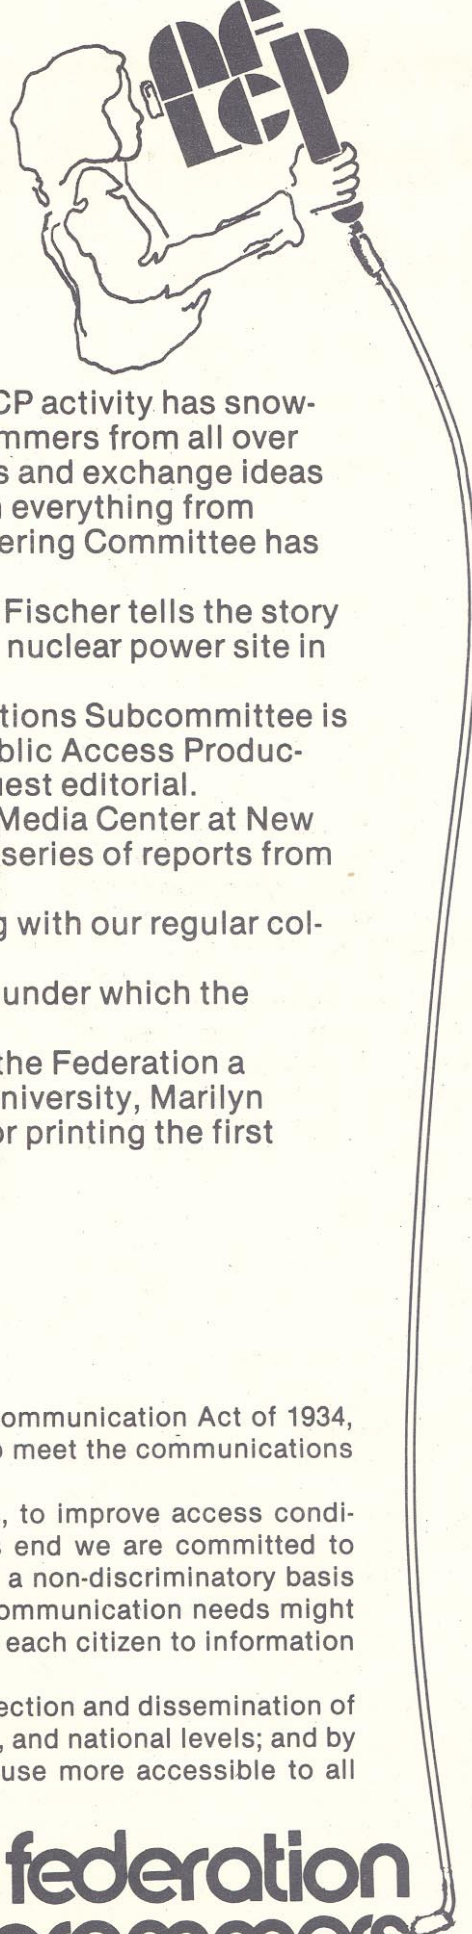 NF
LCP
CP activity has snow-
mmers from all over
s and exchange ideas
everything from
ering Committee has
Fischer tells the story
nuclear power site in
tions Subcommittee is
blic Access Produc-
est editorial.
Media Center at New
series of reports from
g with our regular col-
under which the
the Federation a
niversity, Marilyn
or printing the first
ommunication Act of 1934,
o meet the communications
, to improve access condi-
s end we are committed to
a non-discriminatory basis
ommunication needs might
each citizen to information
ection and dissemination of
, and national levels; and by
use more accessible to all
federation